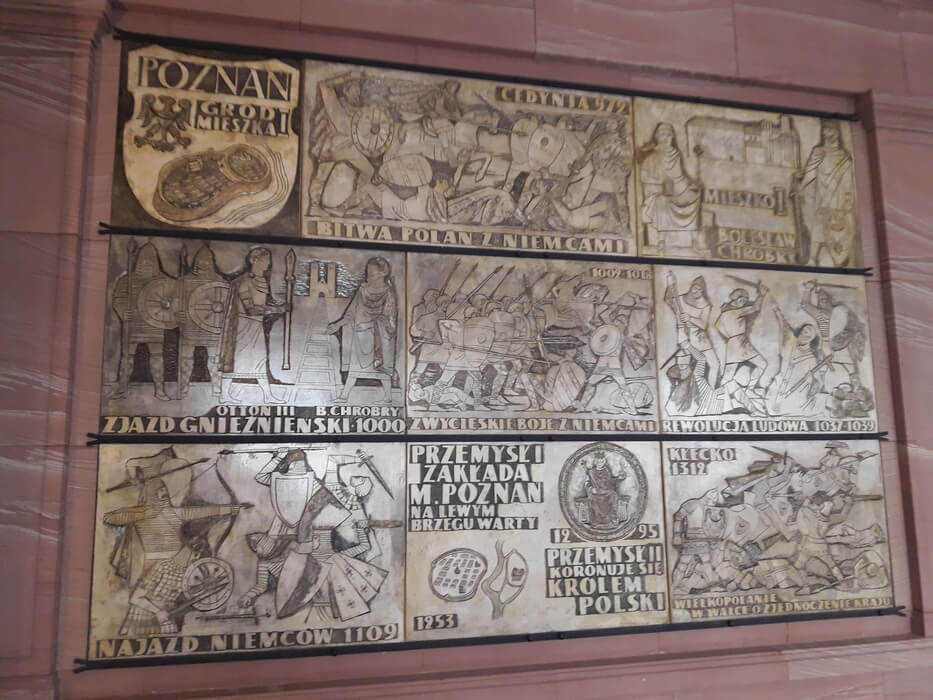 POZNAŃ
GRÓD
MIESZKA I
CEDYNIA 972
BITWA POLAN Z NIEMCAMI
MIESZKO I
BOLESŁAW
CHROBRY
OTTON III B. CHROBRY
ZJAZD GNIEŹNIEŃSKI · 1000
1002-1018
ZWYCIĘSKIE BOJE Z NIEMCAMI
REWOLUCJA LUDOWA 1037-1039
NAJAZD NIEMCÓW 1109
PRZEMYSŁ I
ZAKŁADA
M. POZNAŃ
NA LEWYM
BRZEGU WARTY
1253
1295
PRZEMYSŁ II
KORONUJE SIĘ
KRÓLEM
POLSKI
KŁECKO
1312
WIELKOPOLANIE
W WALCE O ZJEDNOCZENIE KRAJU